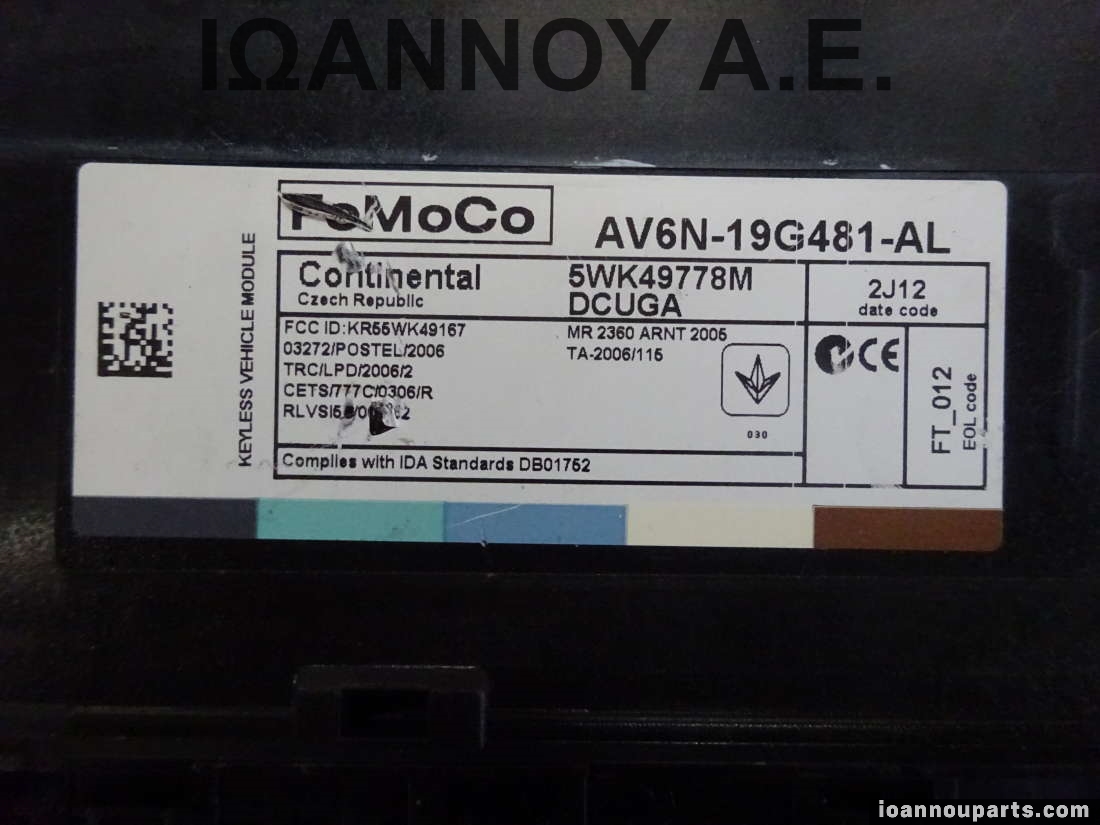 ΙΩΑΝΝΟΥ Α.Ε.
FoMoCo
AV6N-19G481-AL
KEYLESS VEHICLE MODULE
Continental
Czech Republic
5WK49778M
DCUGA
2J12
date code
FCC ID:KR55WK49167
03272/POSTEL/2006
TRC/LPD/2006/2
CETS/777C/0306/R
MR 2360 ARNT 2005
TA-2006/115
030
CE
FT_012
EOL code
Complies with IDA Standards DB01752
ioannouparts.com